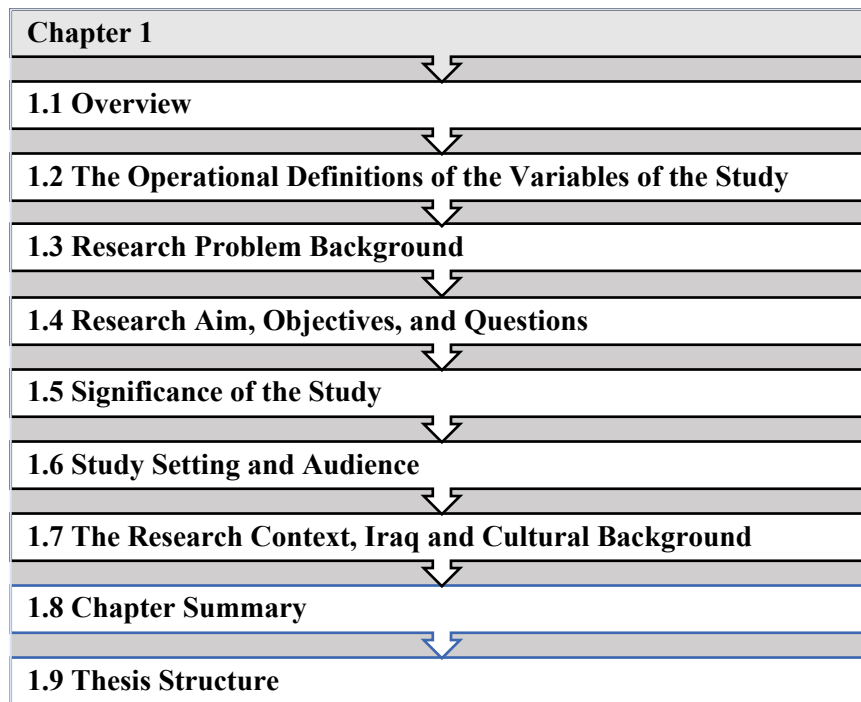 Chapter 1
1.1 Overview
1.2 The Operational Definitions of the Variables of the Study
1.3 Research Problem Background
1.4 Research Aim, Objectives, and Questions
1.5 Significance of the Study
1.6 Study Setting and Audience
1.7 The Research Context, Iraq and Cultural Background
1.8 Chapter Summary
1.9 Thesis Structure